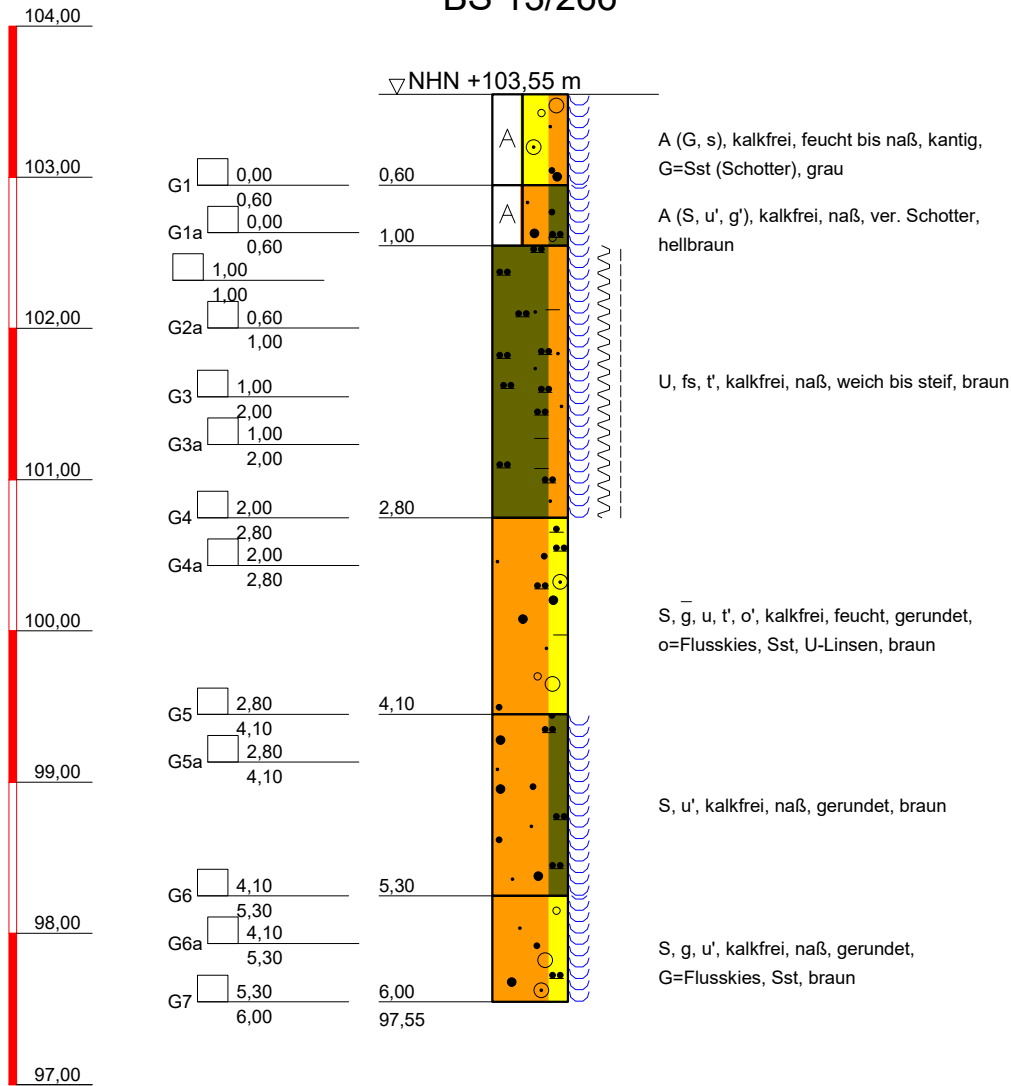 BS 15/266
104,00
NHN +103,55 m
A (G, s), kalkfrei, feucht bis naß, kantig,
G=Sst (Schotter), grau
103,00
G1 0,00
0,60
0,60
G1a 0,00
0,60
A (S, u', g'), kalkfrei, naß, ver. Schotter,
hellbraun
1,00
1,00
1,00
102,00
G2a 0,60
1,00
U, fs, t', kalkfrei, naß, weich bis steif, braun
G3 1,00
2,00
G3a 1,00
2,00
101,00
G4 2,00
2,80
2,80
G4a 2,00
2,80
100,00
S, g̅, u, t', o', kalkfrei, feucht, gerundet,
o=Flusskies, Sst, U-Linsen, braun
G5 2,80
4,10
4,10
G5a 2,80
4,10
99,00
S, u', kalkfrei, naß, gerundet, braun
G6 4,10
5,30
5,30
98,00
G6a 4,10
5,30
S, g, u', kalkfrei, naß, gerundet,
G=Flusskies, Sst, braun
G7 5,30
6,00
6,00
97,55
97,00
A
A